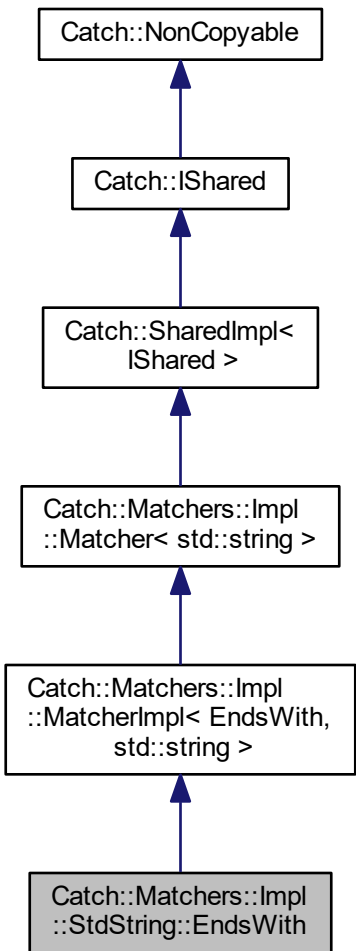 Catch::NonCopyable
Catch::IShared
Catch::SharedImpl<
IShared >
Catch::Matchers::Impl
::Matcher< std::string >
Catch::Matchers::Impl
::MatcherImpl< EndsWith,
std::string >
Catch::Matchers::Impl
::StdString::EndsWith